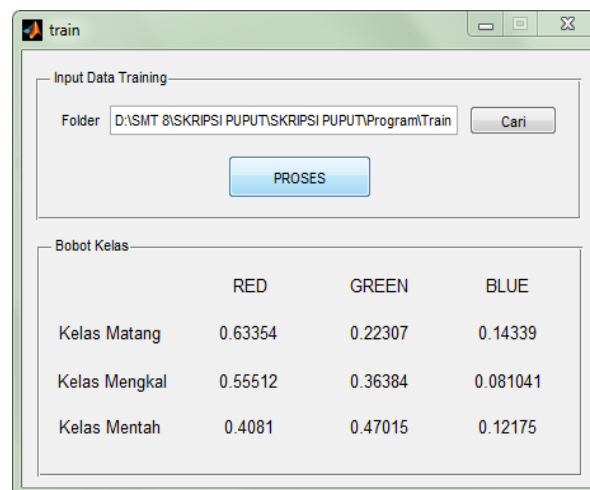 train
Input Data Training
Folder D:\SMT 8\SKRIPSI PUPUT\SKRIPSI PUPUT\Program\Train Cari
PROSES
Bobot Kelas
RED GREEN BLUE
Kelas Matang 0.63354 0.22307 0.14339
Kelas Mengkal 0.55512 0.36384 0.081041
Kelas Mentah 0.4081 0.47015 0.12175